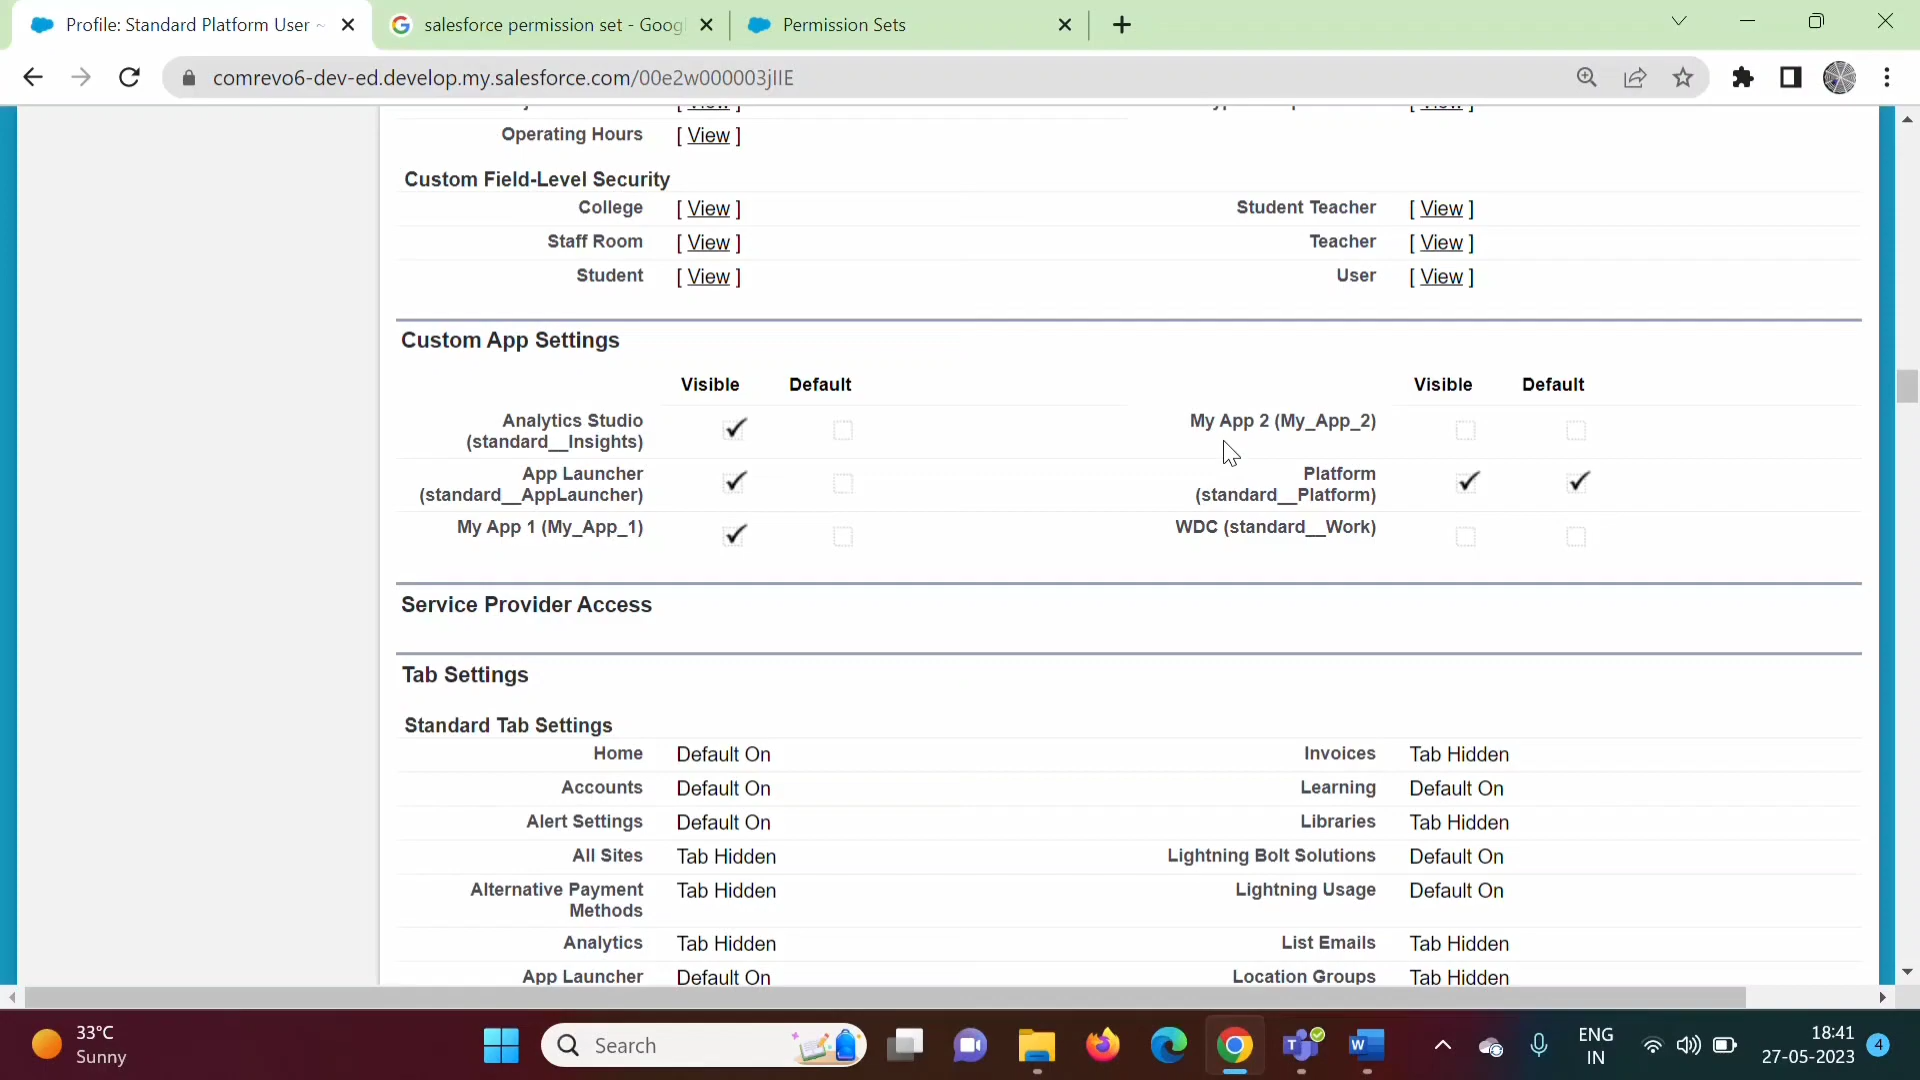 Profile: Standard Platform User ~
salesforce permission set - Goog
Permission Sets
comrevo6-dev-ed.develop.my.salesforce.com/00e2w000003jIIE
Operating Hours [ View ]
Custom Field-Level Security
College [ View ] Student Teacher [ View ]
Staff Room [ View ] Teacher [ View ]
Student [ View ] User [ View ]
Custom App Settings
Visible Default Visible Default
Analytics Studio (standard__Insights) My App 2 (My_App_2)
App Launcher (standard__AppLauncher) Platform (standard__Platform)
My App 1 (My_App_1) WDC (standard__Work)
Service Provider Access
Tab Settings
Standard Tab Settings
Home Default On Invoices Tab Hidden
Accounts Default On Learning Default On
Alert Settings Default On Libraries Tab Hidden
All Sites Tab Hidden Lightning Bolt Solutions Default On
Alternative Payment Methods Tab Hidden Lightning Usage Default On
Analytics Tab Hidden List Emails Tab Hidden
App Launcher Default On Location Groups Tab Hidden
33°C
Sunny
Search
ENG
IN
18:41
27-05-2023
4